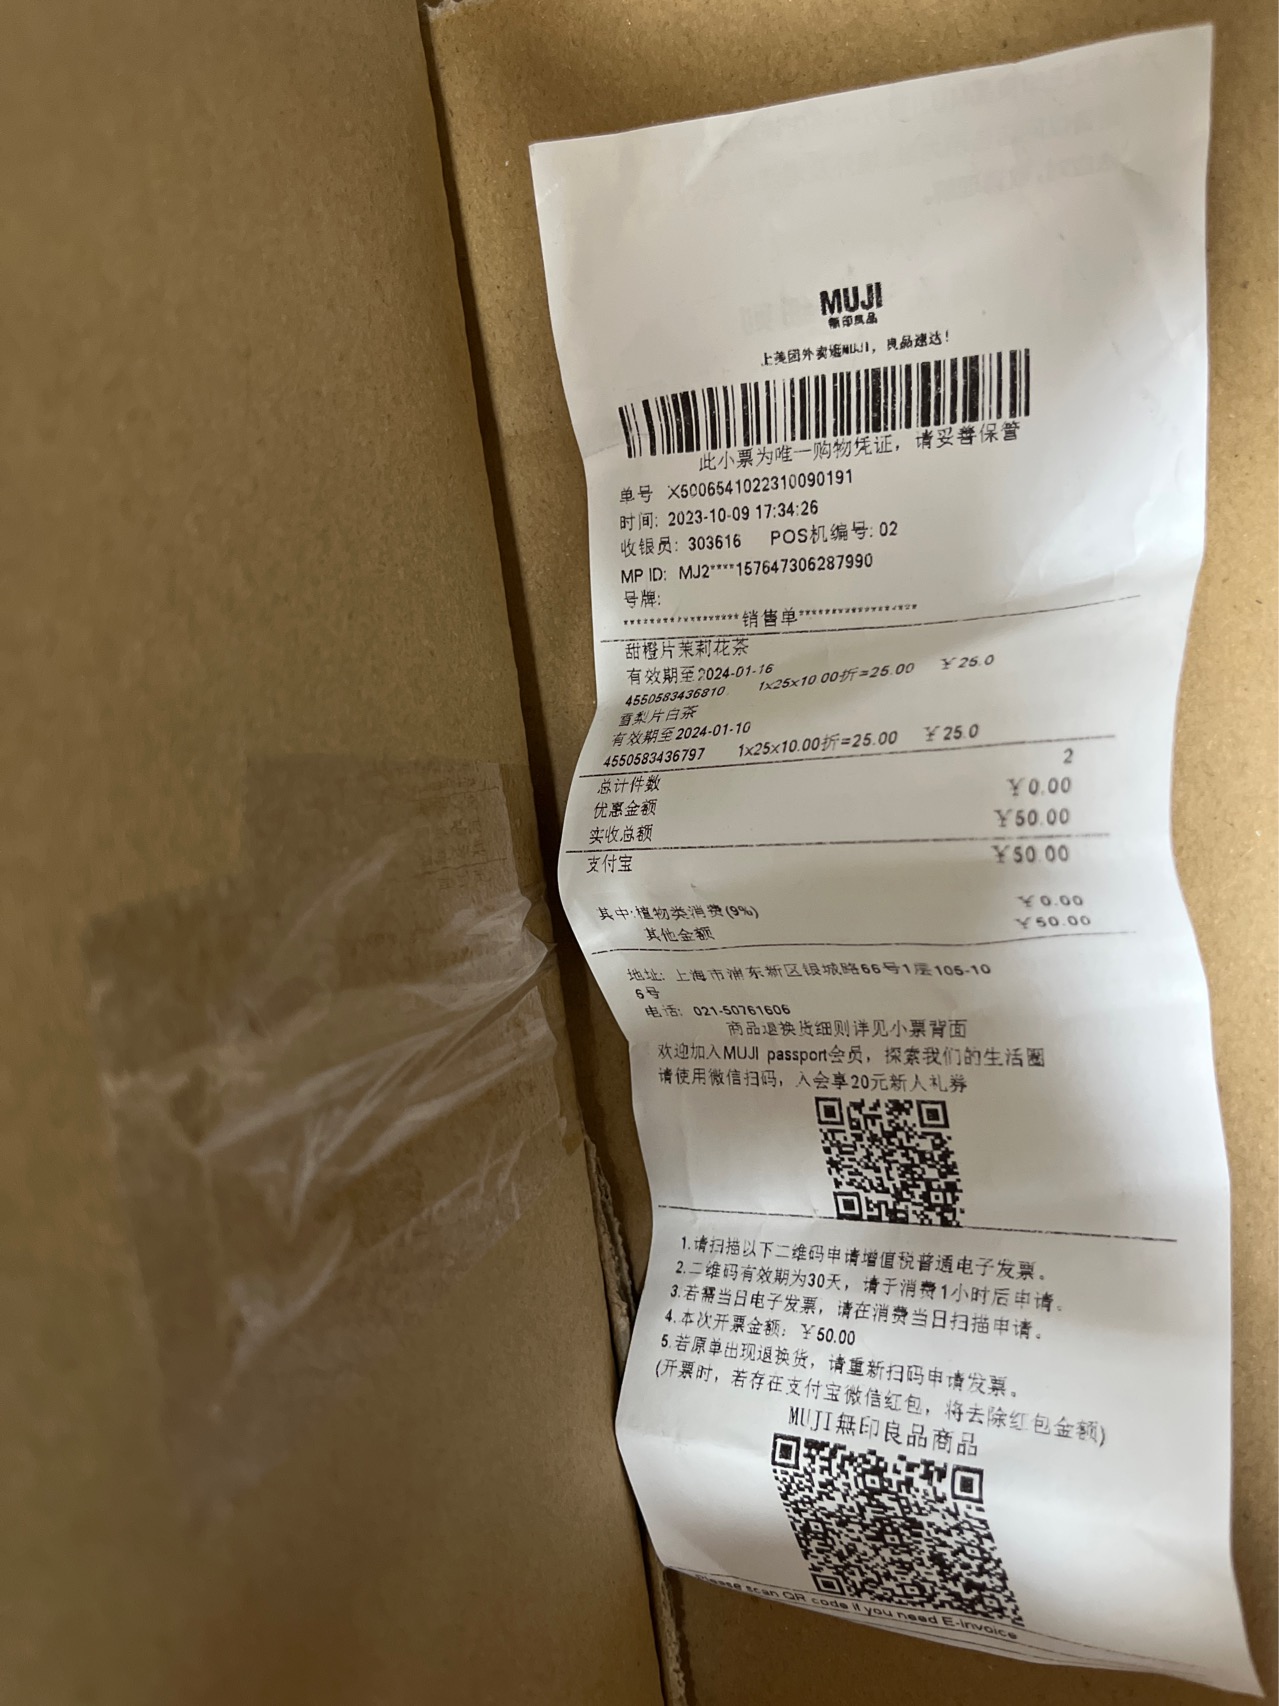 MUJI
無印良品
上美团外卖逛MUJI，良品速达！
此小票为唯一购物凭证，请妥善保管
单号 X5006541022310090191
时间: 2023-10-09 17:34:26
收银员: 303616 POS机编号: 02
MP ID: MJ2****157647306287990
号牌:
********************销售单********************
甜橙片茉莉花茶
有效期至2024-01-16
4550583436810 1x25x10.00折=25.00 ￥25.0
雪梨片白茶
有效期至2024-01-10
4550583436797 1x25x10.00折=25.00 ￥25.0
总计件数 2
优惠金额 ￥0.00
实收总额 ￥50.00
支付宝 ￥50.00
其中:植物类消费(9%) ￥0.00
其他金额 ￥50.00
地址: 上海市浦东新区银城路66号1层105-10
6号
电话: 021-50761606
商品退换货细则详见小票背面
欢迎加入MUJI passport会员，探索我们的生活圈
请使用微信扫码，入会享20元新人礼券
1.请扫描以下二维码申请增值税普通电子发票。
2.二维码有效期为30天，请于消费1小时后申请。
3.若需当日电子发票，请在消费当日扫描申请。
4.本次开票金额: ￥50.00
5.若原单出现退换货，请重新扫码申请发票。
(开票时，若存在支付宝微信红包，将去除红包金额)
MUJI無印良品商品
Please scan QR code if you need E-invoice